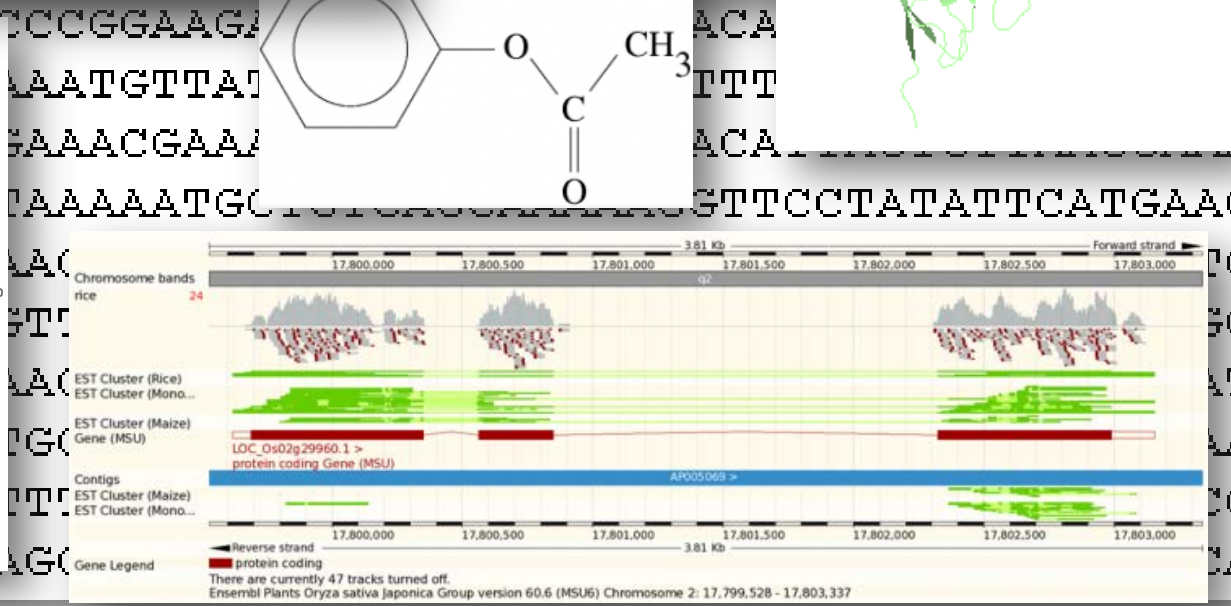 CCCGGAAGA
ACA
AAATGTTAT
TTT
GAAACGAAA
ACA
TAAAAATGC
GTTCCTATATTCATGAAG
O
CH3
C
O
3.81 Kb
Forward strand
17,800,000 17,800,500 17,801,000 17,801,500 17,802,000 17,802,500 17,803,000
Chromosome bands
q2
rice
24
EST Cluster (Rice)
EST Cluster (Mono...
EST Cluster (Maize)
Gene (MSU)
LOC_Os02g29960.1 >
protein coding Gene (MSU)
Contigs
AP005069 >
EST Cluster (Maize)
EST Cluster (Mono...
17,800,000 17,800,500 17,801,000 17,801,500 17,802,000 17,802,500 17,803,000
Reverse strand
3.81 Kb
Gene Legend
protein coding
There are currently 47 tracks turned off.
Ensembl Plants Oryza sativa Japonica Group version 60.6 (MSU6) Chromosome 2: 17,799,528 - 17,803,337